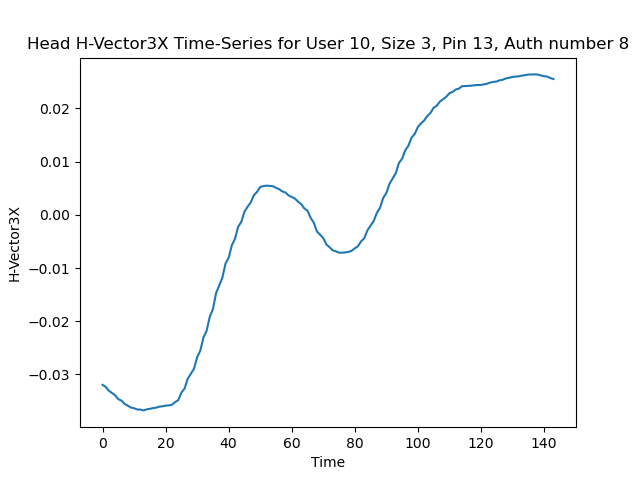 Head H-Vector3X Time-Series for User 10, Size 3, Pin 13, Auth number 8
0.02
0.01
0.00
−0.01
−0.02
−0.03
H-Vector3X
0 20 40 60 80 100 120 140
Time